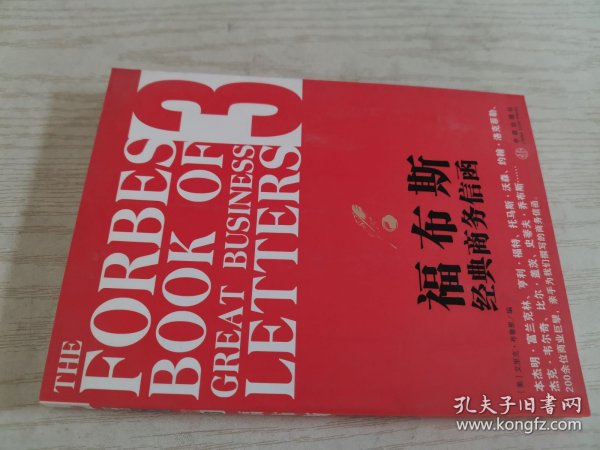 THE
FORBES
BOOK OF
GREAT BUSINESS
LETTERS
3
福布斯
经典商务信函
本杰明·富兰克林、亨利·福特、托马斯·沃森、约翰·洛克菲勒、
杰克·韦尔奇、比尔·盖茨、史蒂夫·乔布斯……
200余位商业巨擘，亲手为我们撰写的商务信函。
孔夫子旧书网
www.kongfz.com